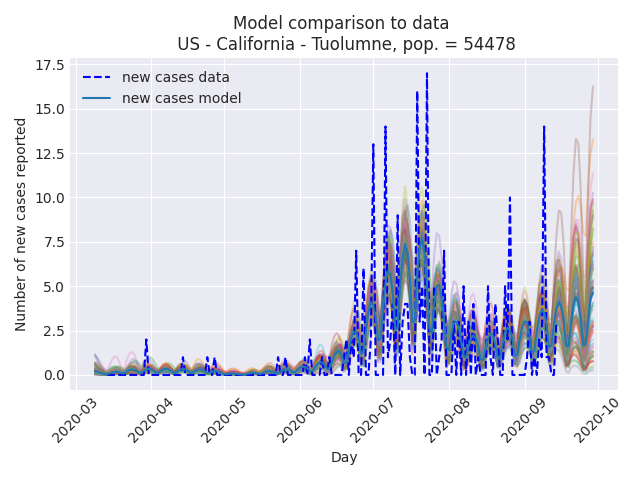 Model comparison to data
US - California - Tuolumne, pop. = 54478
17.5
15.0
12.5
10.0
7.5
5.0
2.5
0.0
Number of new cases reported
new cases data
new cases model
2020-03
2020-04
2020-05
2020-06
2020-07
2020-08
2020-09
2020-10
Day